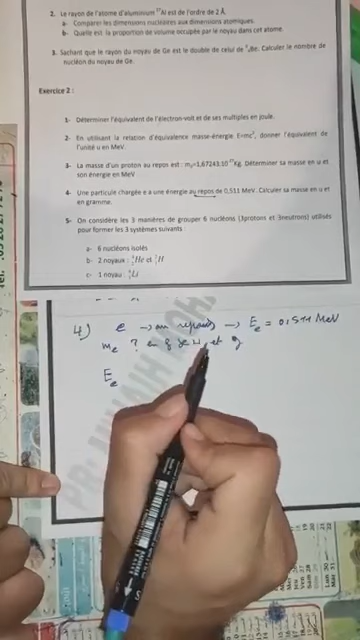 2. Le rayon de l'atome d'aluminium ²⁷Al est de l'ordre de 2 Å.
a- Comparer les dimensions nucléaires aux dimensions atomiques.
b- Quelle est la proportion de volume occupée par le noyau dans cet atome.
3. Sachant que le rayon du noyau de Ge est le double de celui de Be. Calculer le nombre de
nucléon du noyau de Ge.
Exercice 2 :
1- Déterminer l'équivalent de l'électron-volt et de ses multiples en joule.
2- En utilisant la relation d'équivalence masse-énergie E=mc², donner l'équivalent de
l'unité u en MeV.
3- La masse d'un proton au repos est : mₚ=1,67243.10 Kg. Déterminer sa masse en u et
son énergie en MeV
4- Une particule chargée e a une énergie au repos de 0,511 MeV. Calculer sa masse en u et
en gramme.
5- On considère les 3 manières de grouper 6 nucléons (3protons et 3neutrons) utilisés
pour former les 3 systèmes suivants :
a- 6 nucléons isolés
b- 2 noyaux : He et H
c- 1 noyau : Li
4) e → au repos → Eₑ = 0,511 MeV
mₑ ? en u et g
Eₑ